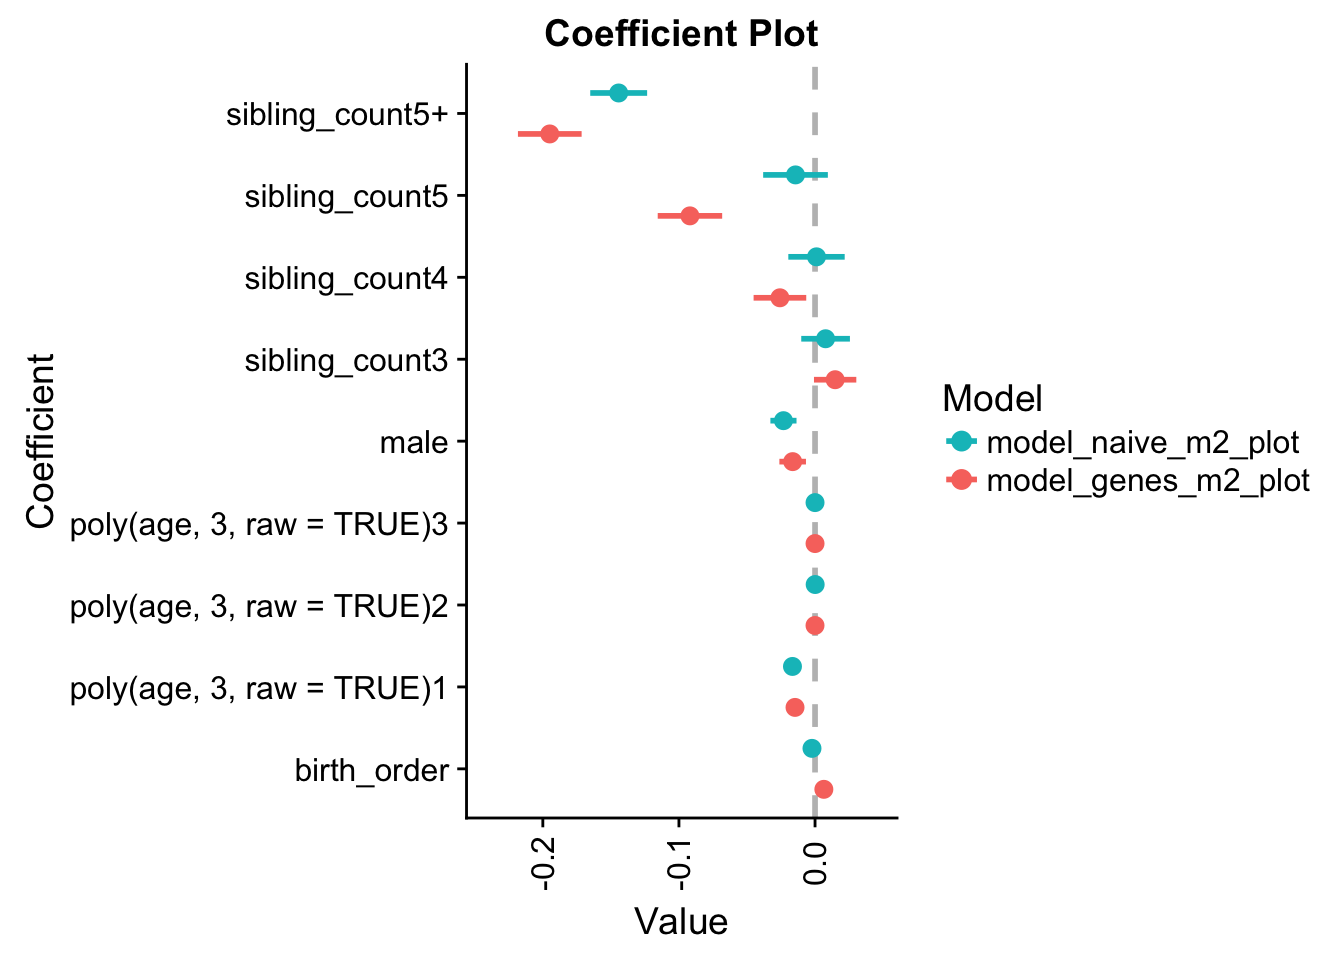 Coefficient Plot
sibling_count5+
sibling_count5
sibling_count4
sibling_count3
male
poly(age, 3, raw = TRUE)3
poly(age, 3, raw = TRUE)2
poly(age, 3, raw = TRUE)1
birth_order
Coefficient
-0.2
-0.1
0.0
Value
Model
model_naive_m2_plot
model_genes_m2_plot